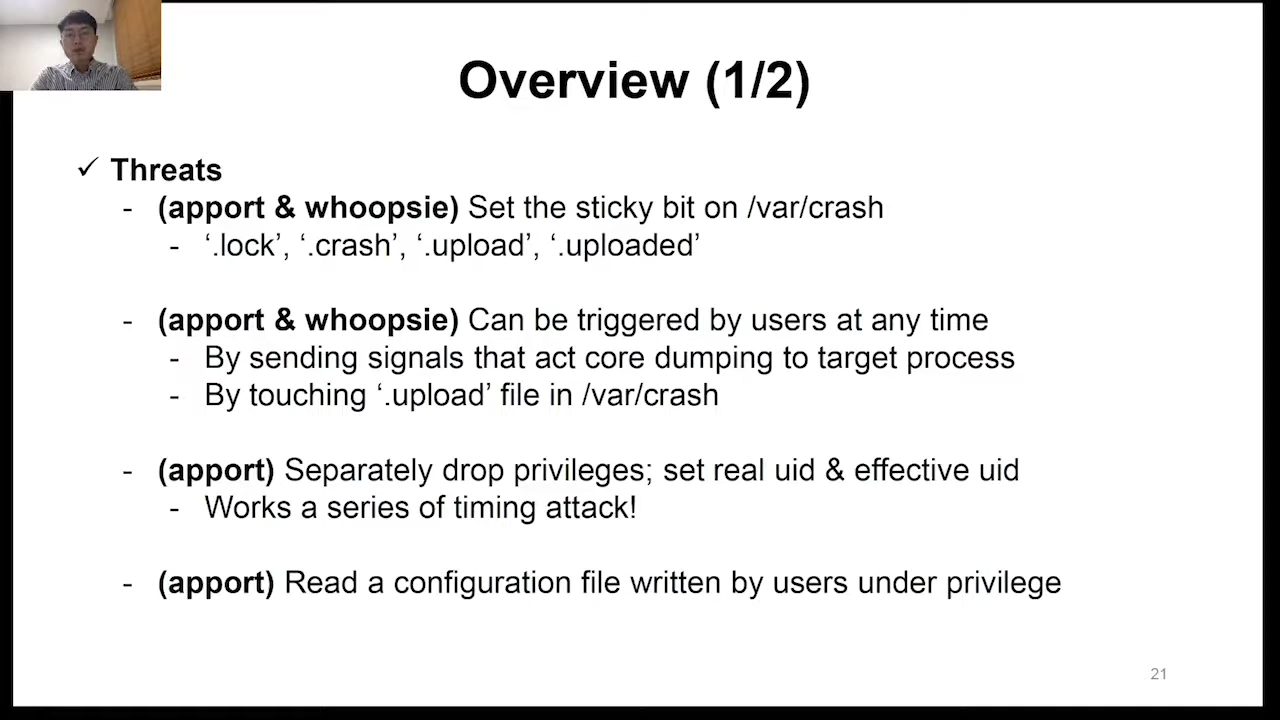 Overview (1/2)
✓ Threats
- (apport & whoopsie) Set the sticky bit on /var/crash
- ‘.lock’, ‘.crash’, ‘.upload’, ‘.uploaded’
- (apport & whoopsie) Can be triggered by users at any time
- By sending signals that act core dumping to target process
- By touching ‘.upload’ file in /var/crash
- (apport) Separately drop privileges; set real uid & effective uid
- Works a series of timing attack!
- (apport) Read a configuration file written by users under privilege
21